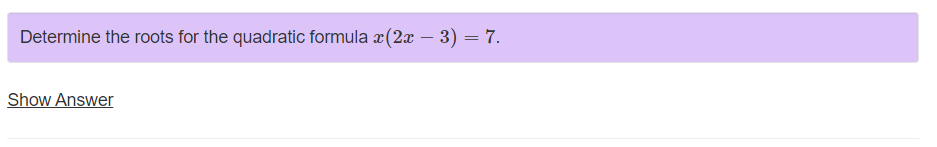 Determine the roots for the quadratic formula x(2x − 3) = 7.
Show Answer